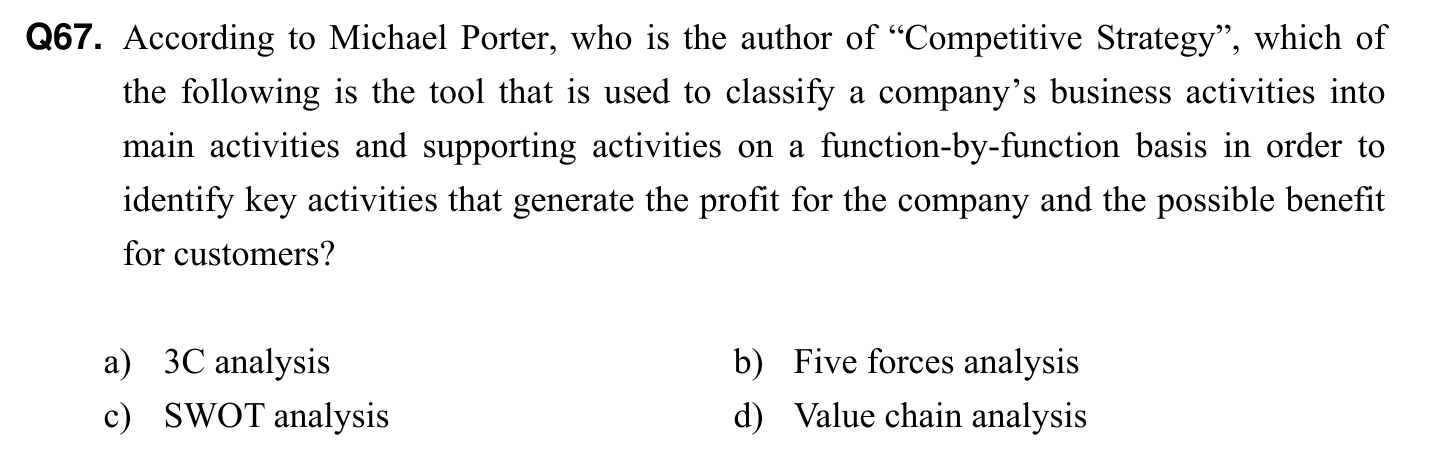 Q67. According to Michael Porter, who is the author of “Competitive Strategy”, which of
the following is the tool that is used to classify a company’s business activities into
main activities and supporting activities on a function-by-function basis in order to
identify key activities that generate the profit for the company and the possible benefit
for customers?
a) 3C analysis b) Five forces analysis
c) SWOT analysis d) Value chain analysis